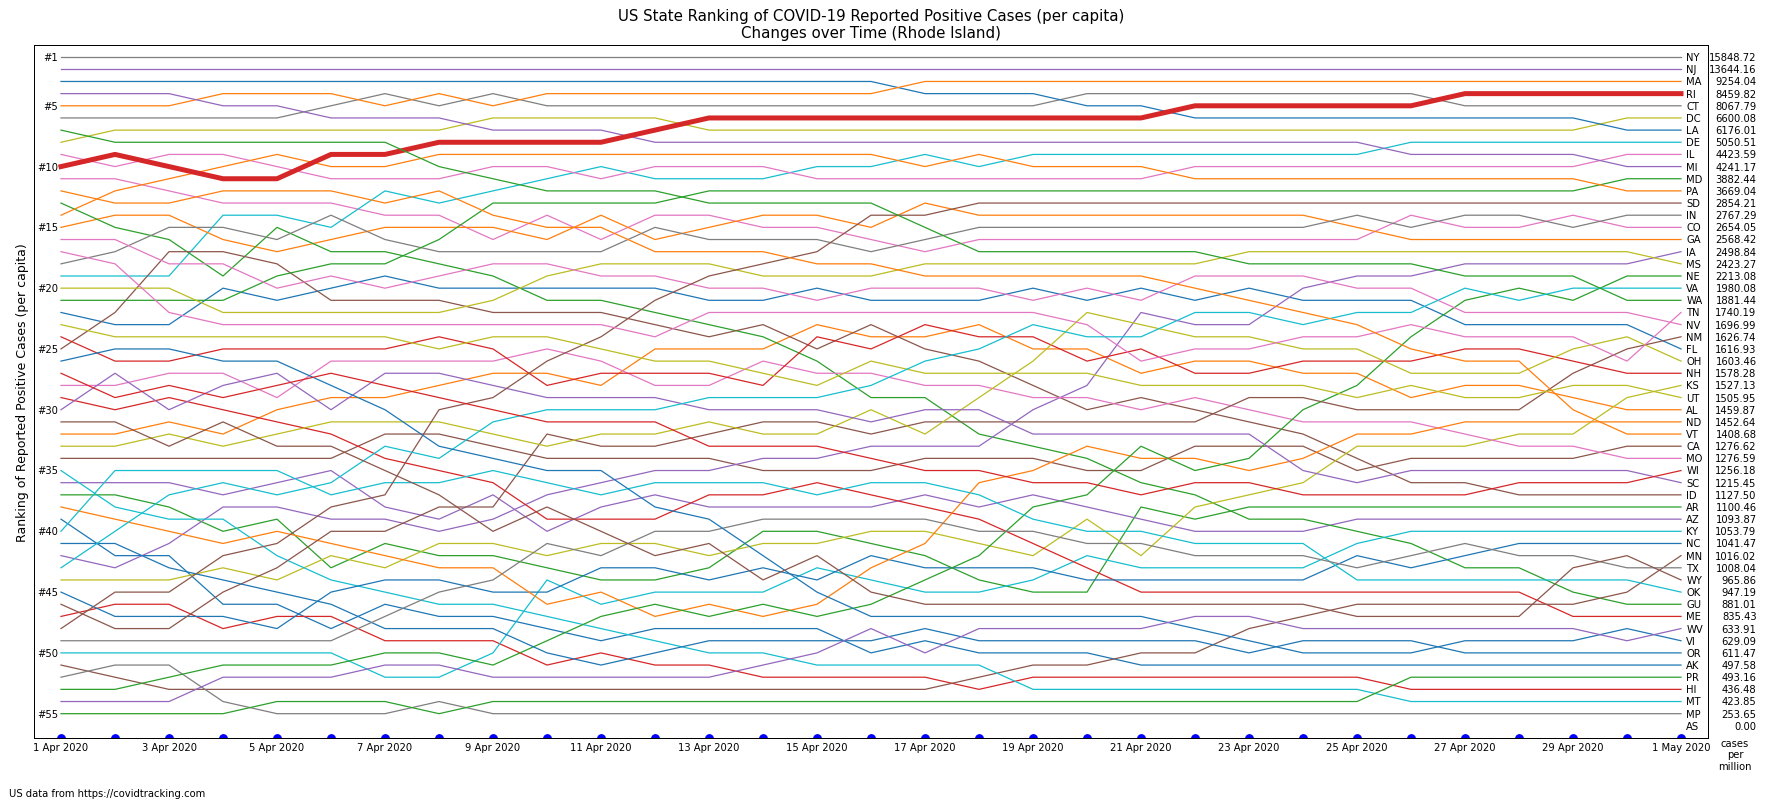 US State Ranking of COVID-19 Reported Positive Cases (per capita)
Changes over Time (Rhode Island)
Ranking of Reported Positive Cases (per capita)
#1
#5
#10
#15
#20
#25
#30
#35
#40
#45
#50
#55
NY 15848.72
NJ 13644.16
MA 9254.04
RI 8459.82
CT 8067.79
DC 6600.08
LA 6176.01
DE 5050.51
IL 4423.59
MI 4241.17
MD 3882.44
PA 3669.04
SD 2854.21
IN 2767.29
CO 2654.05
GA 2568.42
IA 2498.84
MS 2423.27
NE 2213.08
VA 1980.08
WA 1881.44
TN 1740.19
NV 1696.99
NM 1626.74
FL 1616.93
OH 1603.46
NH 1578.28
KS 1527.13
UT 1505.95
AL 1459.87
ND 1452.64
VT 1408.68
CA 1276.62
MO 1276.59
WI 1256.18
SC 1215.45
ID 1127.50
AR 1100.46
AZ 1093.87
KY 1053.79
NC 1041.47
MN 1016.02
TX 1008.04
WY 965.86
OK 947.19
GU 881.01
ME 835.43
WV 633.91
VI 629.09
OR 611.47
AK 497.58
PR 493.16
HI 436.48
MT 423.85
MP 253.65
AS 0.00
1 Apr 2020 3 Apr 2020 5 Apr 2020 7 Apr 2020 9 Apr 2020 11 Apr 2020 13 Apr 2020 15 Apr 2020 17 Apr 2020 19 Apr 2020 21 Apr 2020 23 Apr 2020 25 Apr 2020 27 Apr 2020 29 Apr 2020 1 May 2020
cases
per
million
US data from https://covidtracking.com